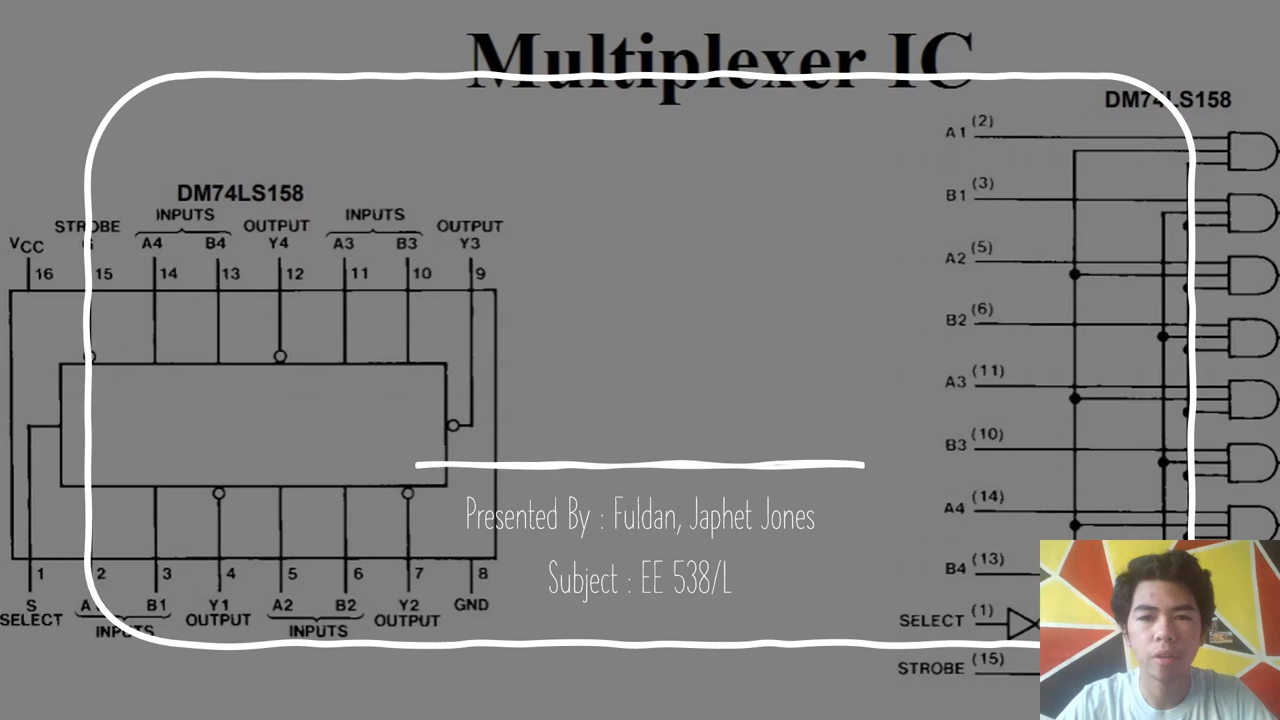 Multiplexer IC
DM74LS158
INPUTS INPUTS
STROBE OUTPUT OUTPUT
VCC G A4 B4 Y4 A3 B3 Y3
16 15 14 13 12 11 10 9
1 2 3 4 5 6 7 8
S A1 B1 Y1 A2 B2 Y2 GND
SELECT INPUTS OUTPUT INPUTS OUTPUT
DM74LS158
A1 (2)
B1 (3)
A2 (5)
B2 (6)
A3 (11)
B3 (10)
A4 (14)
B4 (13)
SELECT (1)
STROBE (15)
Presented By : Fuldan, Japhet Jones
Subject : EE 538/L